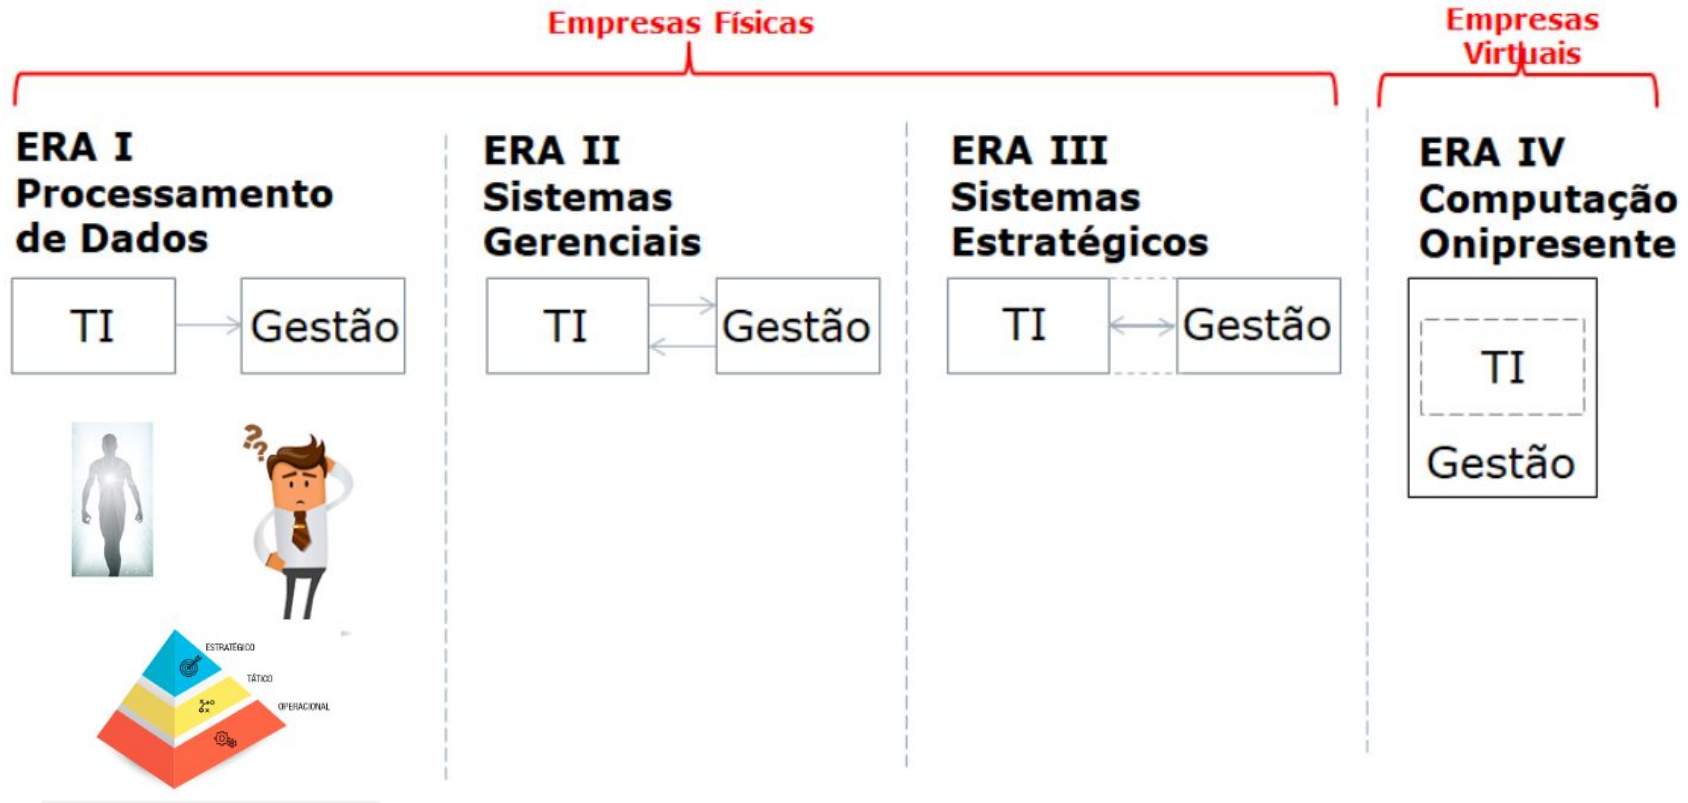 Empresas Físicas
Empresas
Virtuais
ERA I
Processamento
de Dados
TI
Gestão
??
ESTRATÉGICO
TÁTICO
OPERACIONAL
ERA II
Sistemas
Gerenciais
TI
Gestão
ERA III
Sistemas
Estratégicos
TI
Gestão
ERA IV
Computação
Onipresente
TI
Gestão